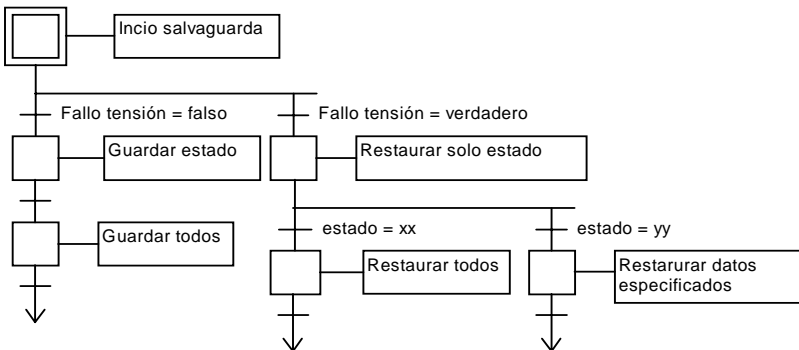 Incio salvaguarda
Fallo tensión = falso
Fallo tensión = verdadero
Guardar estado
Restaurar solo estado
Guardar todos
estado = xx
estado = yy
Restaurar todos
Restarurar datos
especificados